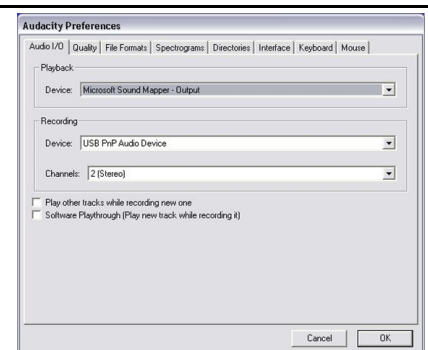 Audacity Preferences
Audio I/O Quality File Formats Spectrograms Directories Interface Keyboard Mouse
Playback
Device: Microsoft Sound Mapper - Output
Recording
Device: USB PnP Audio Device
Channels: 2 (Stereo)
Play other tracks while recording new one
Software Playthrough (Play new track while recording it)
Cancel OK